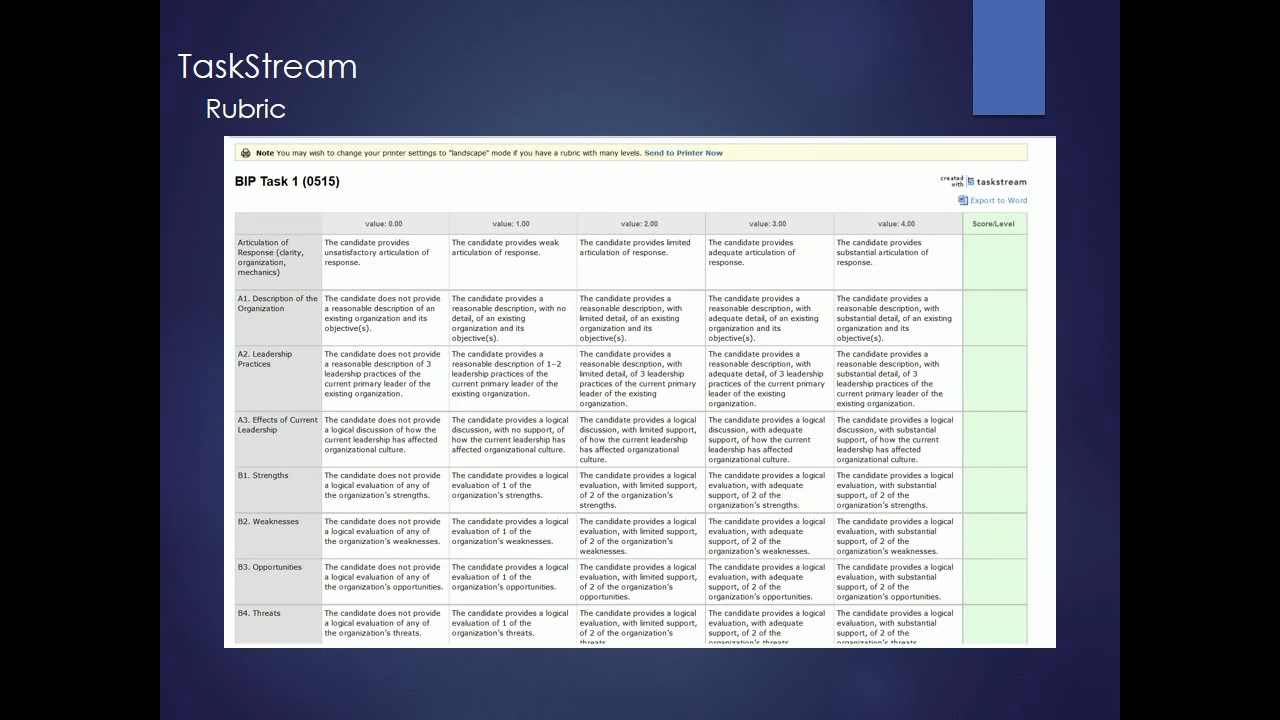 TaskStream
Rubric
Note You may wish to change your printer settings to "landscape" mode if you have a rubric with many levels. Send to Printer Now
BIP Task 1 (0515)
created with taskstream
Export to Word
value: 0.00 value: 1.00 value: 2.00 value: 3.00 value: 4.00 Score/Level
Articulation of
Response (clarity,
organization,
mechanics)
The candidate provides
unsatisfactory articulation of
response.
The candidate provides weak
articulation of response.
The candidate provides limited
articulation of response.
The candidate provides
adequate articulation of
response.
The candidate provides
substantial articulation of
response.
A1. Description of the
Organization
The candidate does not provide
a reasonable description of an
existing organization and its
objective(s).
The candidate provides a
reasonable description, with no
detail, of an existing
organization and its
objective(s).
The candidate provides a
reasonable description, with
limited detail, of an existing
organization and its
objective(s).
The candidate provides a
reasonable description, with
adequate detail, of an existing
organization and its
objective(s).
The candidate provides a
reasonable description, with
substantial detail, of an
existing organization and its
objective(s).
A2. Leadership
Practices
The candidate does not provide
a reasonable description of 3
leadership practices of the
current primary leader of the
existing organization.
The candidate provides a
reasonable description of 1–2
leadership practices of the
current primary leader of the
existing organization.
The candidate provides a
reasonable description, with
limited detail, of 3 leadership
practices of the current primary
leader of the existing
organization.
The candidate provides a
reasonable description, with
adequate detail, of 3 leadership
practices of the current primary
leader of the existing
organization.
The candidate provides a
reasonable description, with
substantial detail, of 3
leadership practices of the
current primary leader of the
existing organization.
A3. Effects of Current
Leadership
The candidate does not provide
a logical discussion of how the
current leadership has affected
organizational culture.
The candidate provides a logical
discussion, with no support, of
how the current leadership has
affected organizational culture.
The candidate provides a logical
discussion, with limited support,
of how the current leadership
has affected organizational
culture.
The candidate provides a logical
discussion, with adequate
support, of how the current
leadership has affected
organizational culture.
The candidate provides a logical
discussion, with substantial
support, of how the current
leadership has affected
organizational culture.
B1. Strengths
The candidate does not provide
a logical evaluation of any of
the organization's strengths.
The candidate provides a logical
evaluation of 1 of the
organization's strengths.
The candidate provides a logical
evaluation, with limited support,
of 2 of the organization's
strengths.
The candidate provides a logical
evaluation, with adequate
support, of 2 of the
organization's strengths.
The candidate provides a logical
evaluation, with substantial
support, of 2 of the
organization's strengths.
B2. Weaknesses
The candidate does not provide
a logical evaluation of any of
the organization's weaknesses.
The candidate provides a logical
evaluation of 1 of the
organization's weaknesses.
The candidate provides a logical
evaluation, with limited support,
of 2 of the organization's
weaknesses.
The candidate provides a logical
evaluation, with adequate
support, of 2 of the
organization's weaknesses.
The candidate provides a logical
evaluation, with substantial
support, of 2 of the
organization's weaknesses.
B3. Opportunities
The candidate does not provide
a logical evaluation of any of
the organization's opportunities.
The candidate provides a logical
evaluation of 1 of the
organization's opportunities.
The candidate provides a logical
evaluation, with limited support,
of 2 of the organization's
opportunities.
The candidate provides a logical
evaluation, with adequate
support, of 2 of the
organization's opportunities.
The candidate provides a logical
evaluation, with substantial
support, of 2 of the
organization's opportunities.
B4. Threats
The candidate does not provide
a logical evaluation of any of
the organization's threats.
The candidate provides a logical
evaluation of 1 of the
organization's threats.
The candidate provides a logical
evaluation, with limited support,
of 2 of the organization's
threats.
The candidate provides a logical
evaluation, with adequate
support, of 2 of the
organization's threats.
The candidate provides a logical
evaluation, with substantial
support, of 2 of the
organization's threats.